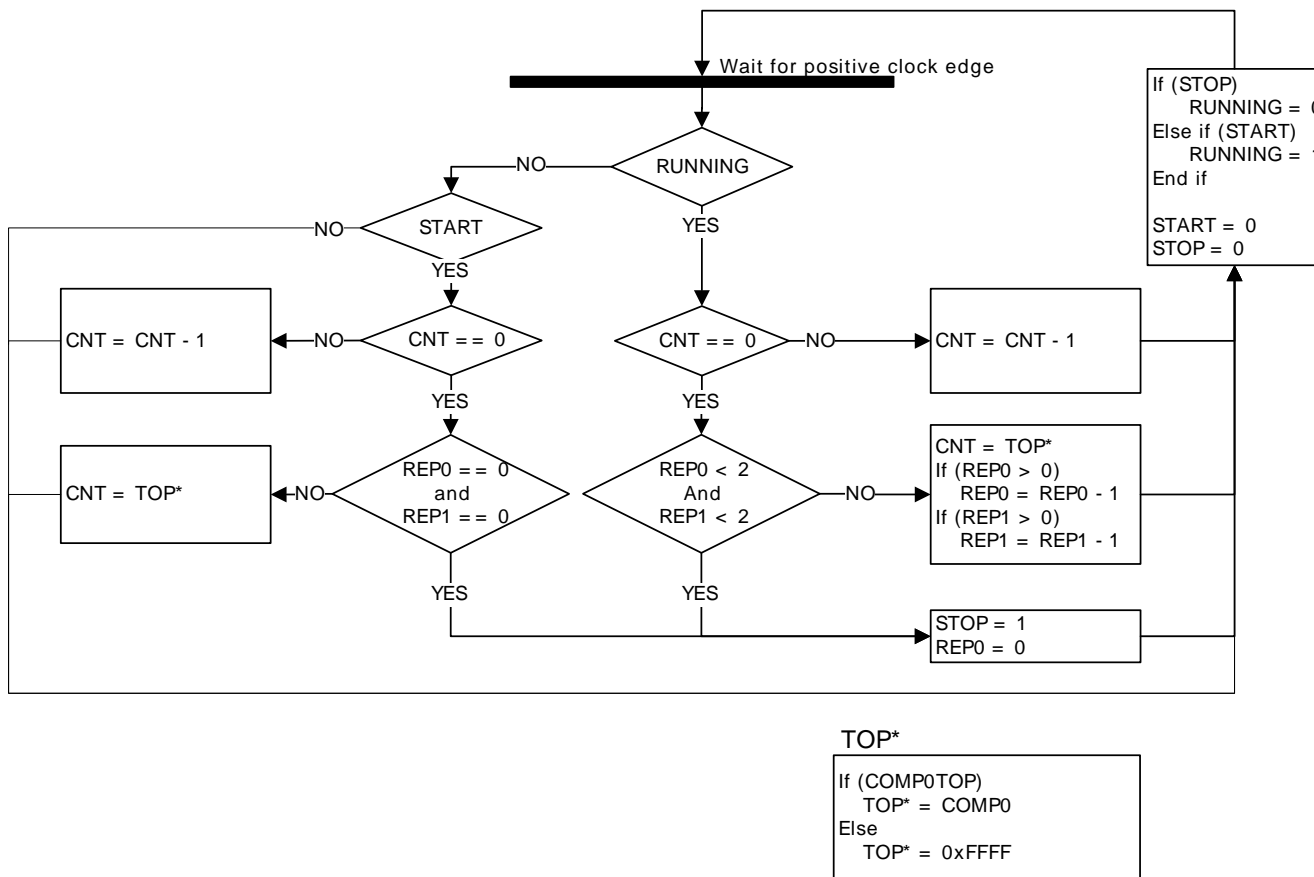 Wait for positive clock edge
If (STOP)
RUNNING = 0
Else if (START)
RUNNING = 1
End if
START = 0
STOP = 0
RUNNING
NO
YES
START
NO
YES
CNT = CNT - 1
NO
CNT == 0
YES
CNT == 0
NO
YES
CNT = CNT - 1
CNT = TOP*
NO
REP0 == 0
and
REP1 == 0
YES
REP0 < 2
And
REP1 < 2
NO
YES
CNT = TOP*
If (REP0 > 0)
REP0 = REP0 - 1
If (REP1 > 0)
REP1 = REP1 - 1
STOP = 1
REP0 = 0
TOP*
If (COMP0TOP)
TOP* = COMP0
Else
TOP* = 0xFFFF